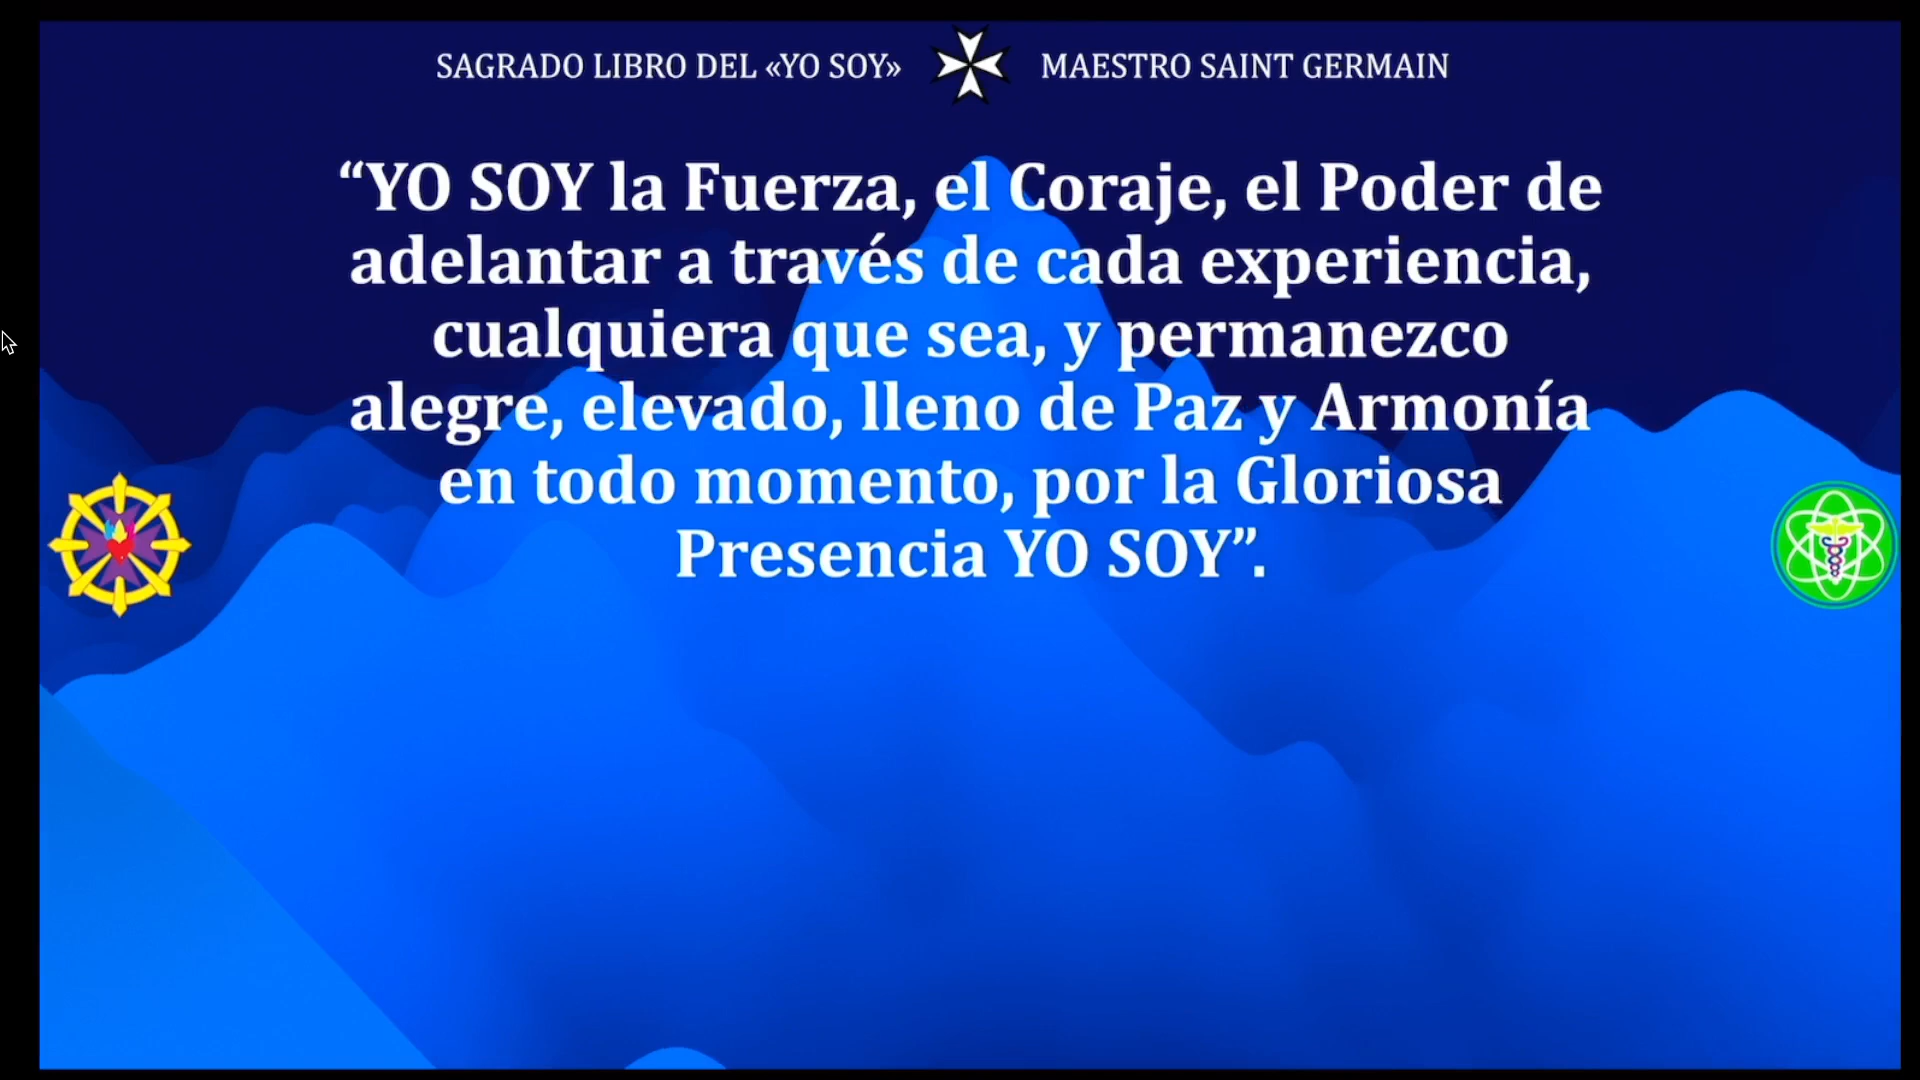 SAGRADO LIBRO DEL «YO SOY» MAESTRO SAINT GERMAIN
“YO SOY la Fuerza, el Coraje, el Poder de
adelantar a través de cada experiencia,
cualquiera que sea, y permanezco
alegre, elevado, lleno de Paz y Armonía
en todo momento, por la Gloriosa
Presencia YO SOY”.